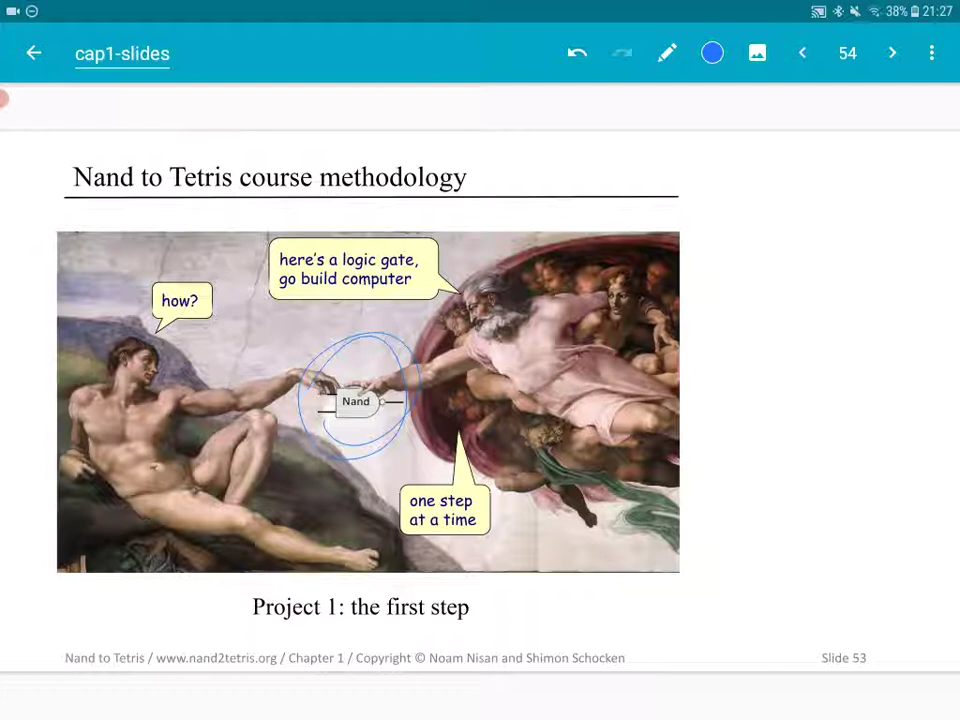 38% 21:27
cap1-slides
54
Nand to Tetris course methodology
here's a logic gate,
go build computer
how?
Nand
one step
at a time
Project 1: the first step
Nand to Tetris / www.nand2tetris.org / Chapter 1 / Copyright © Noam Nisan and Shimon Schocken
Slide 53